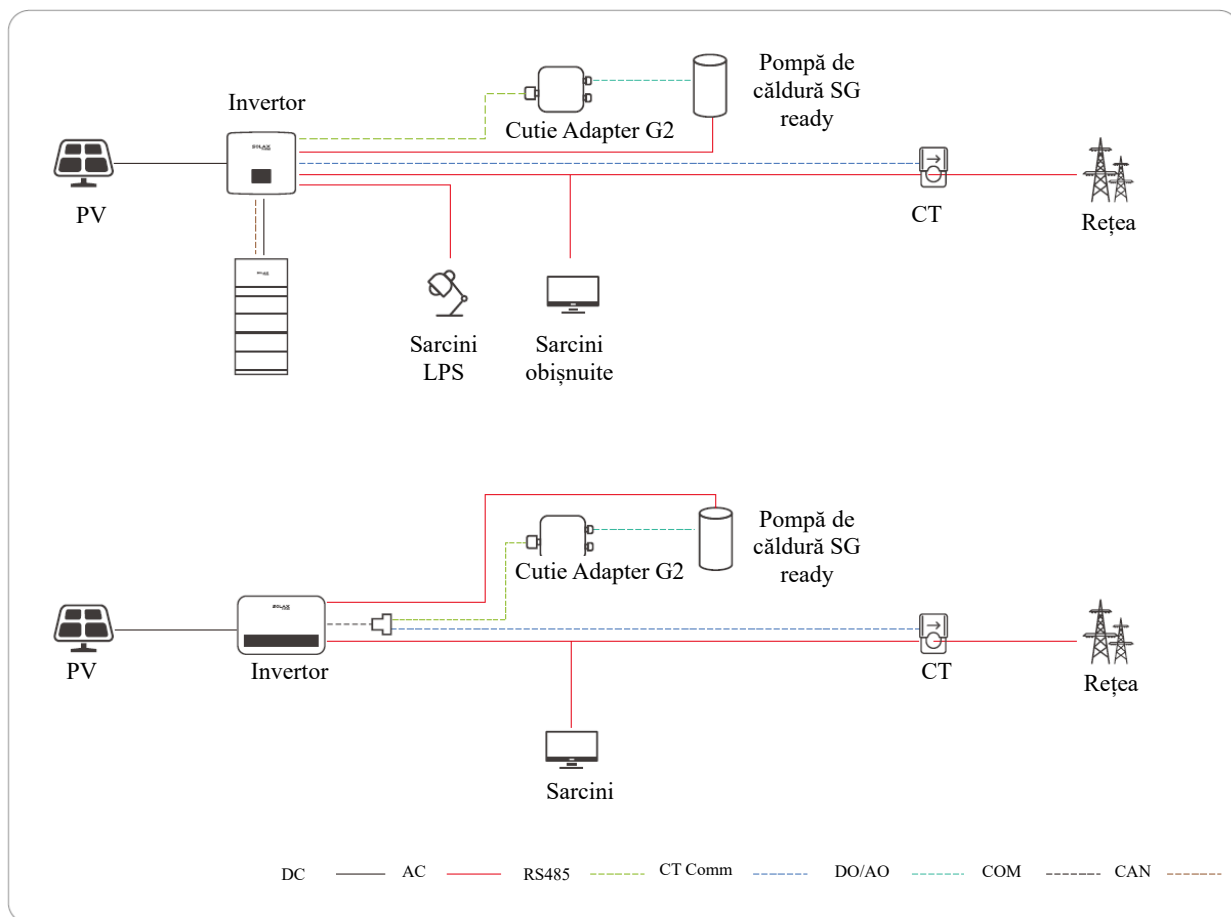 Pompă de
căldură SG
ready
Invertor
Cutie Adapter G2
SOLAX
PV
CT
Rețea
Sarcini
LPS
Sarcini
obișnuite
Pompă de
căldură SG
ready
Cutie Adapter G2
SOLAX
PV
Invertor
CT
Rețea
Sarcini
DC AC RS485 CT Comm DO/AO COM CAN